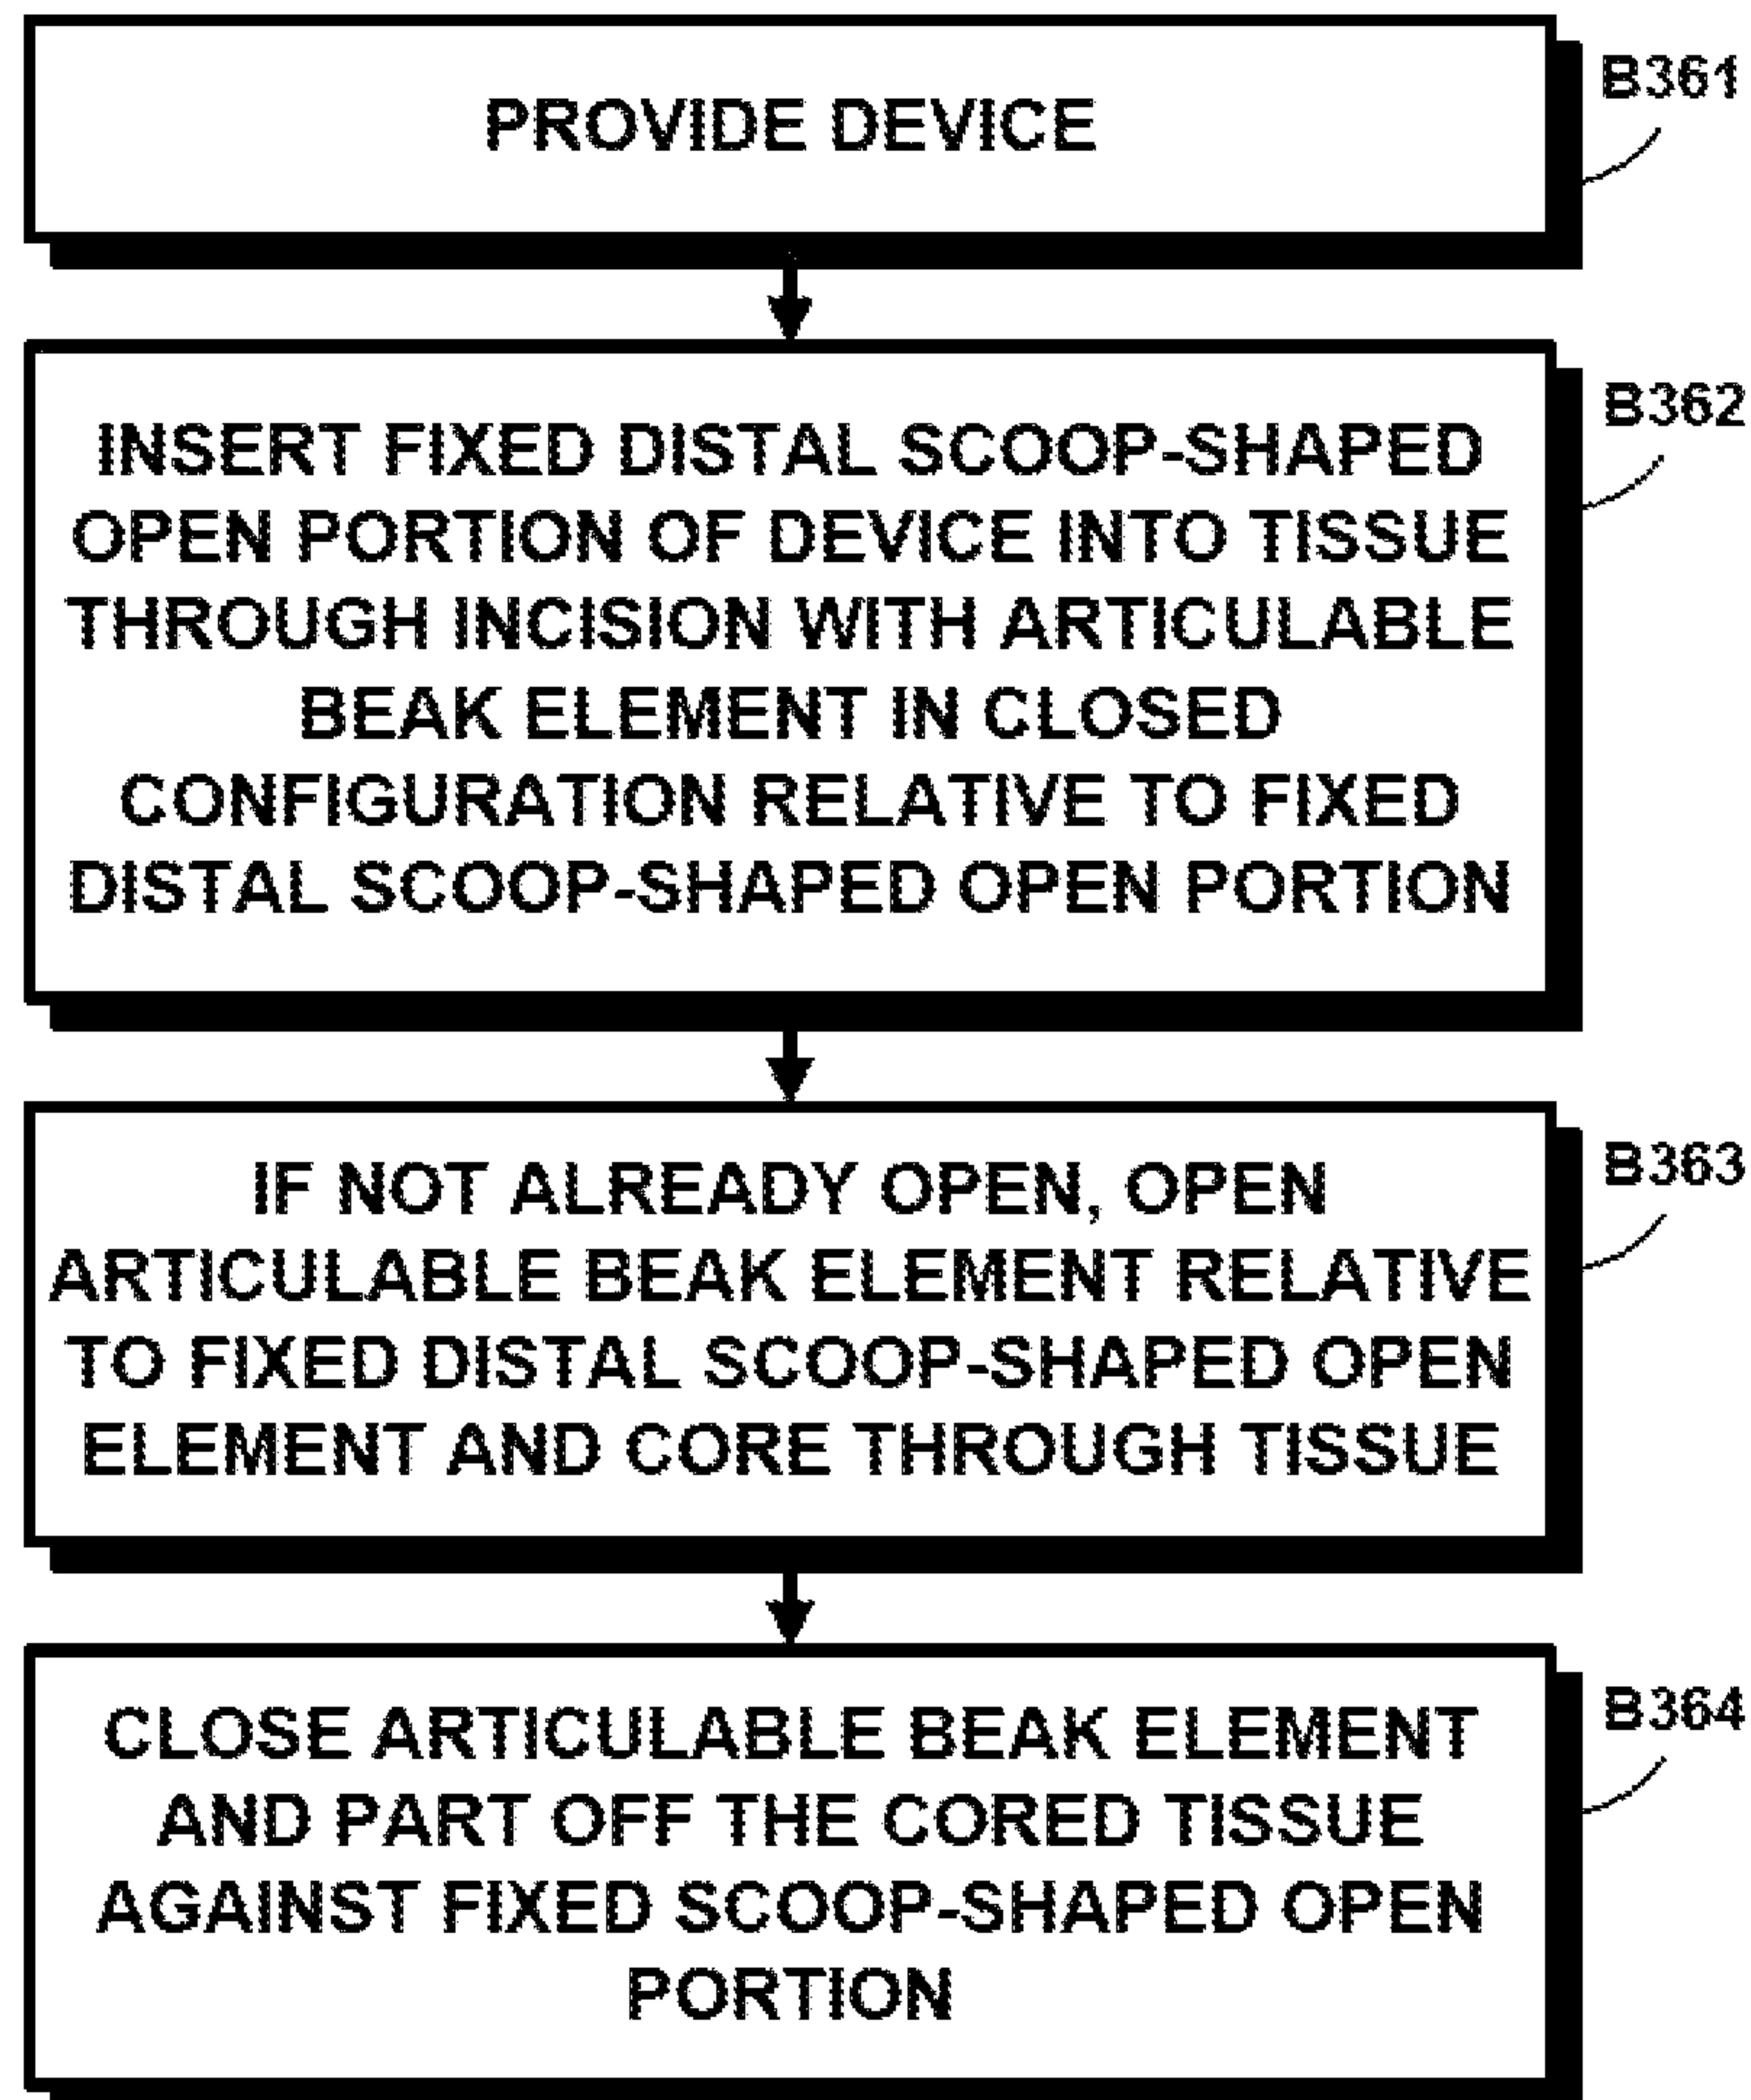 PROVIDE DEVICE
B361
INSERT FIXED DISTAL SCOOP-SHAPED
OPEN PORTION OF DEVICE INTO TISSUE
THROUGH INCISION WITH ARTICULABLE
BEAK ELEMENT IN CLOSED
CONFIGURATION RELATIVE TO FIXED
DISTAL SCOOP-SHAPED OPEN PORTION
B362
IF NOT ALREADY OPEN, OPEN
ARTICULABLE BEAK ELEMENT RELATIVE
TO FIXED DISTAL SCOOP-SHAPED OPEN
ELEMENT AND CORE THROUGH TISSUE
B363
CLOSE ARTICULABLE BEAK ELEMENT
AND PART OFF THE CORED TISSUE
AGAINST FIXED SCOOP-SHAPED OPEN
PORTION
B364